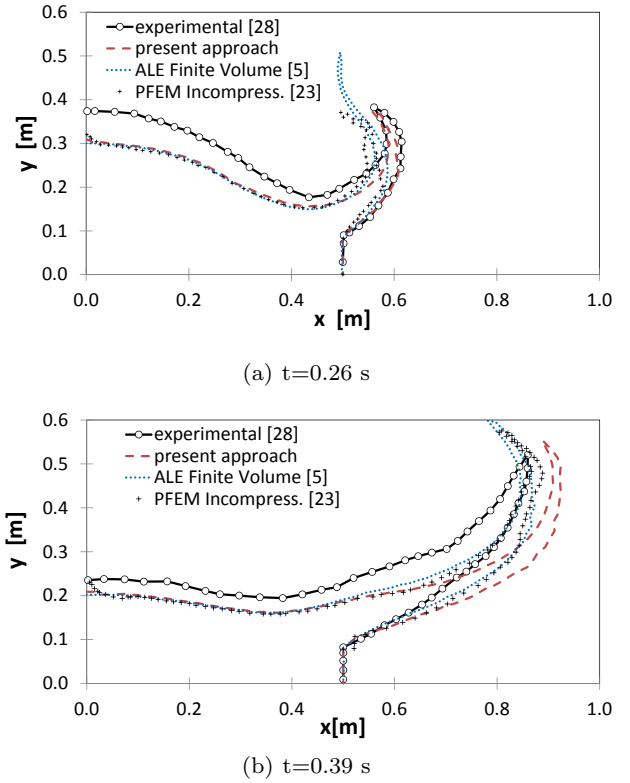 0.6
0.5
0.4
0.3
0.2
0.1
0.0
y [m]
experimental [28]
present approach
ALE Finite Volume [5]
PFEM Incompress. [23]
0.0 0.2 0.4 0.6 0.8 1.0
x [m]
(a) t=0.26 s
0.6
0.5
0.4
0.3
0.2
0.1
0.0
y [m]
experimental [28]
present approach
ALE Finite Volume [5]
PFEM Incompress. [23]
0.0 0.2 0.4 0.6 0.8 1.0
x[m]
(b) t=0.39 s